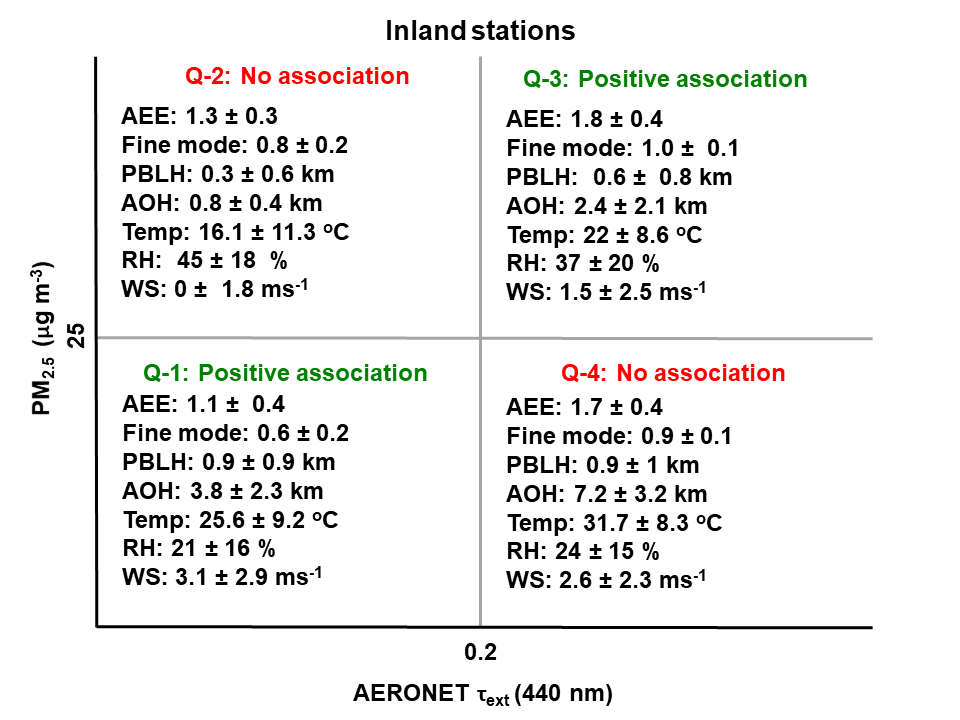 Inland stations
Q-2: No association
AEE: 1.3 ± 0.3
Fine mode: 0.8 ± 0.2
PBLH: 0.3 ± 0.6 km
AOH: 0.8 ± 0.4 km
Temp: 16.1 ± 11.3 ᵒC
RH:  45 ± 18  %
WS: 0 ±  1.8 ms⁻¹
Q-3: Positive association
AEE: 1.8 ± 0.4
Fine mode: 1.0 ±  0.1
PBLH:  0.6 ±  0.8 km
AOH: 2.4 ± 2.1 km
Temp: 22 ± 8.6 ᵒC
RH: 37 ± 20 %
WS: 1.5 ± 2.5 ms⁻¹
PM₂.₅ (µg m⁻³)
25
Q-1: Positive association
AEE: 1.1 ±  0.4
Fine mode: 0.6 ± 0.2
PBLH: 0.9 ± 0.9 km
AOH: 3.8 ± 2.3 km
Temp: 25.6 ± 9.2 ᵒC
RH: 21 ± 16 %
WS: 3.1 ± 2.9 ms⁻¹
Q-4: No association
AEE: 1.7 ± 0.4
Fine mode: 0.9 ± 0.1
PBLH: 0.9 ± 1 km
AOH: 7.2 ± 3.2 km
Temp: 31.7 ± 8.3 ᵒC
RH: 24 ± 15 %
WS: 2.6 ± 2.3 ms⁻¹
0.2
AERONET τₑₓₜ (440 nm)